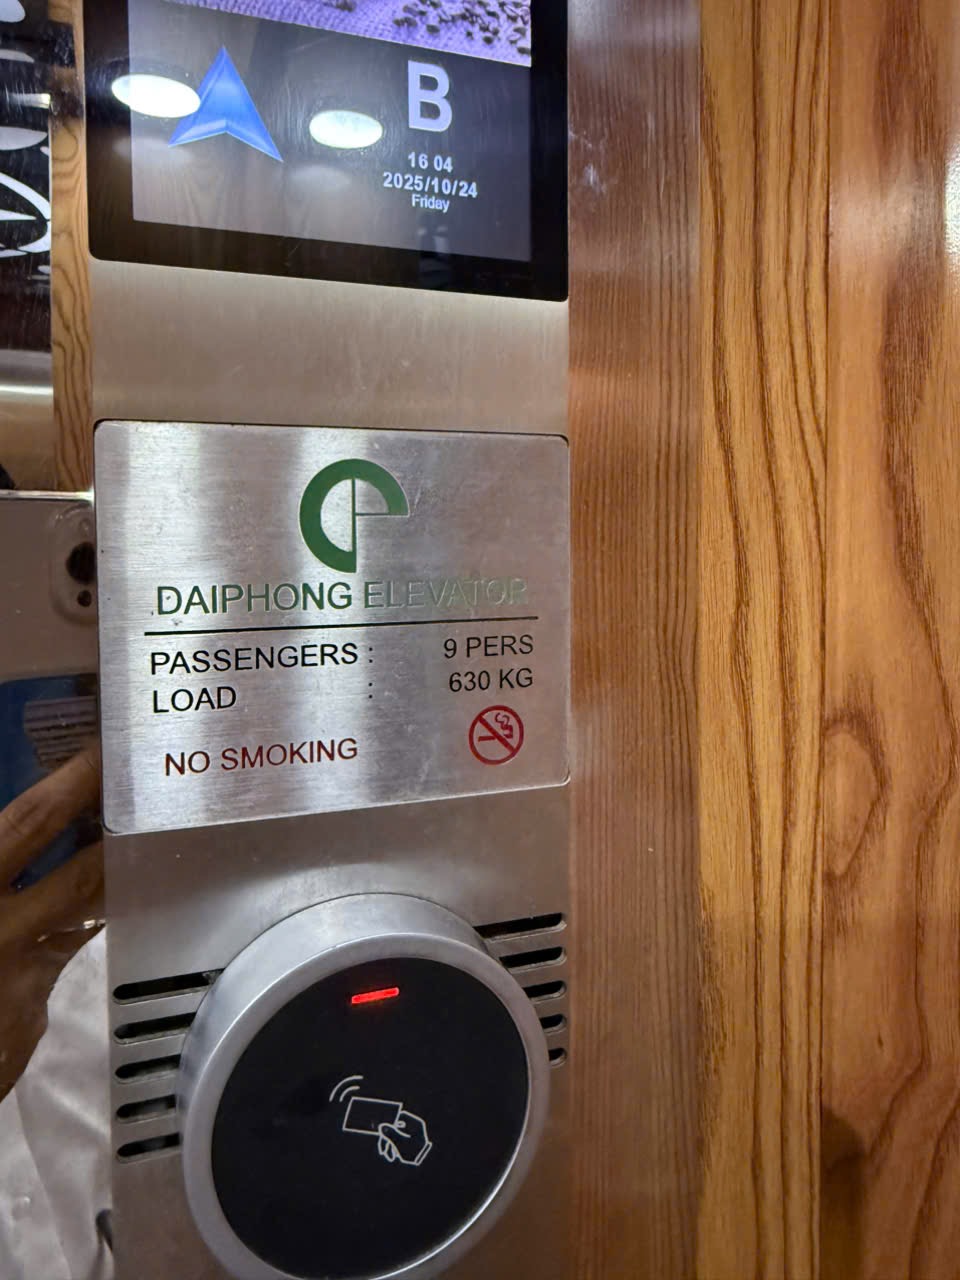 B
16 04
2025/10/24
Friday
DAIPHONG ELEVATOR
PASSENGERS : 9 PERS
LOAD : 630 KG
NO SMOKING